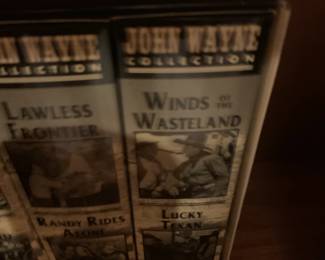 JOHN WAYNE
COLLECTION
LAWLESS
FRONTIER
RANDY RIDES
ALONE
JOHN WAYNE
COLLECTION
WINDS OF THE
WASTELAND
LUCKY
TEXAN